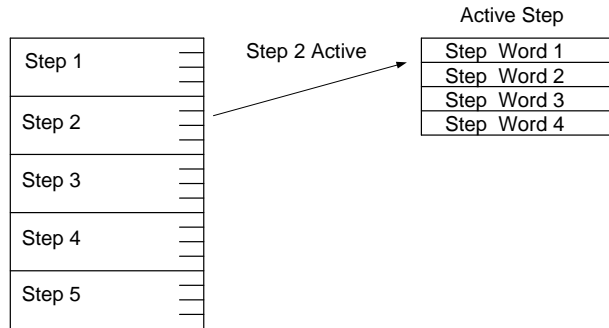 Active Step
Step 1
Step 2 Active
Step Word 1
Step Word 2
Step Word 3
Step Word 4
Step 2
Step 3
Step 4
Step 5